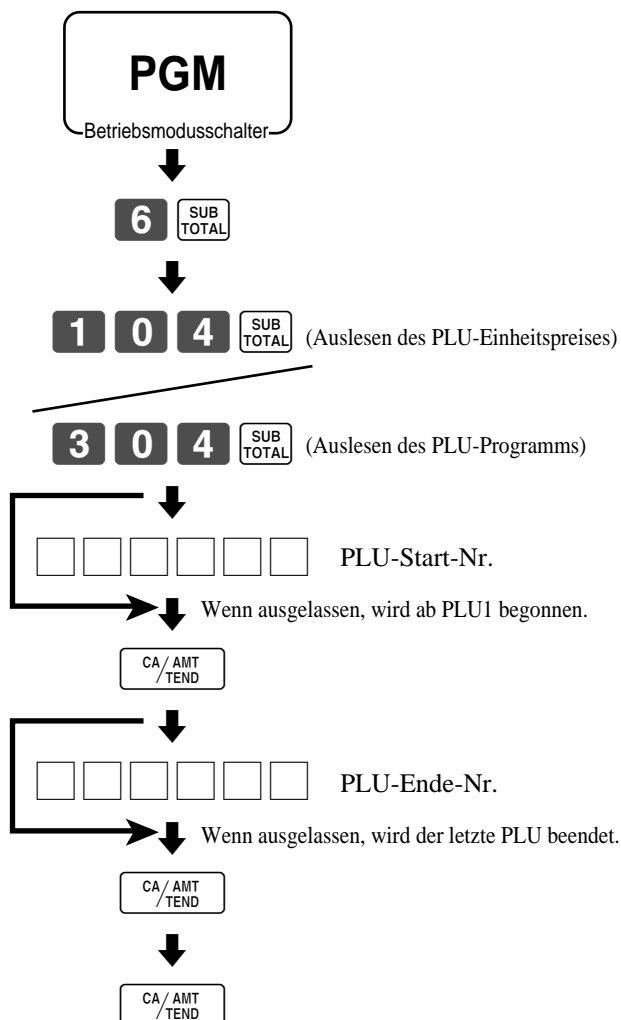 PGM
Betriebsmodusschalter
6 SUB TOTAL
1 0 4 SUB TOTAL (Auslesen des PLU-Einheitspreises)
3 0 4 SUB TOTAL (Auslesen des PLU-Programms)
PLU-Start-Nr.
Wenn ausgelassen, wird ab PLU1 begonnen.
CA/AMT TEND
PLU-Ende-Nr.
Wenn ausgelassen, wird der letzte PLU beendet.
CA/AMT TEND
CA/AMT TEND